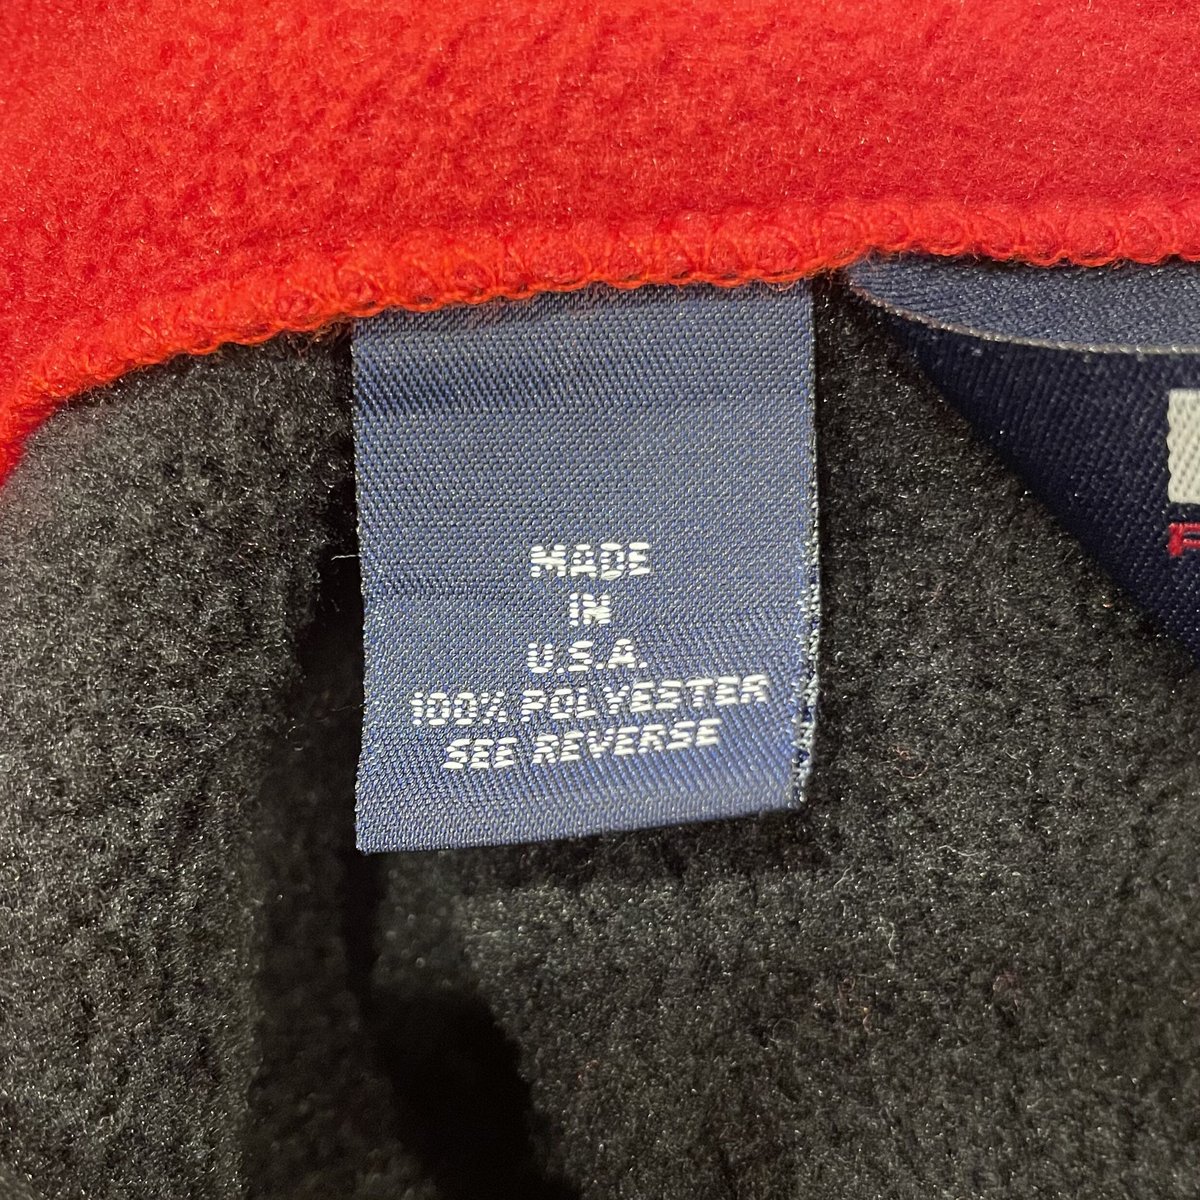 MADE
IN
U.S.A.
100% POLYESTER
SEE REVERSE